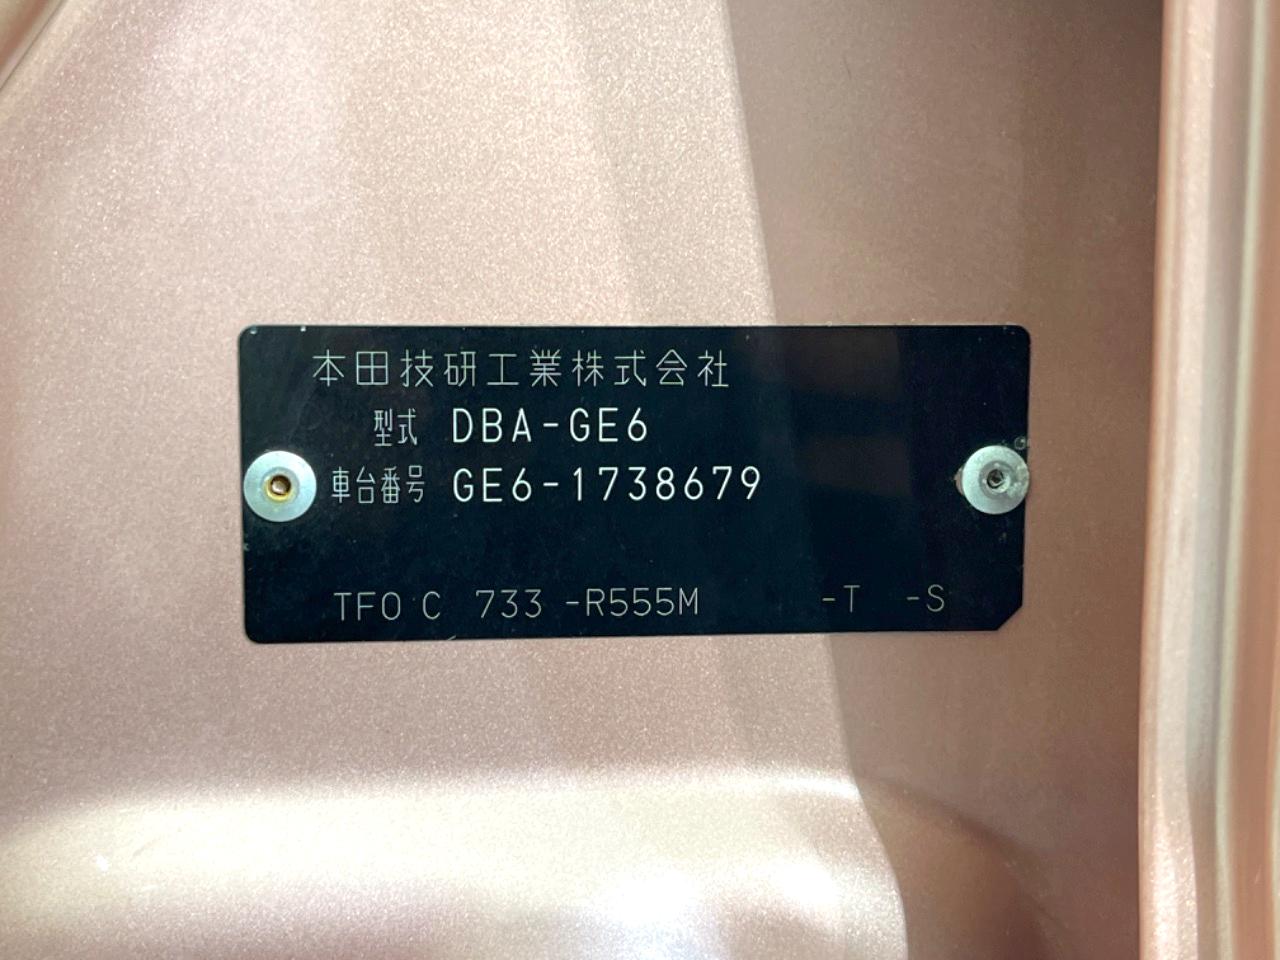 本田技研工業株式会社
型式 DBA-GE6
車台番号 GE6-1738679
TFO C 733 -R555M -T -S